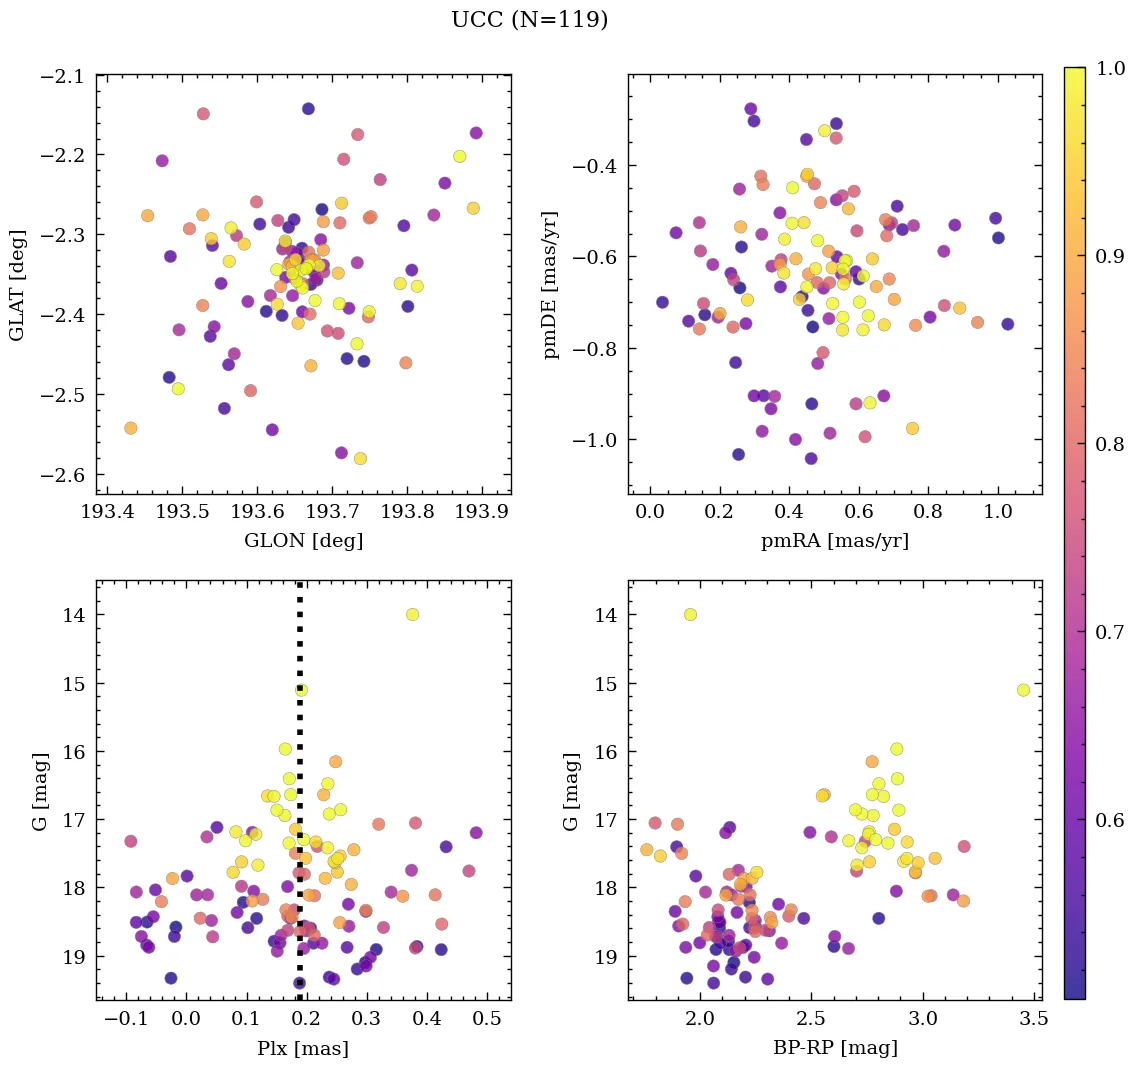 UCC (N=119)
−2.1
−2.2
−2.3
−2.4
−2.5
−2.6
GLAT [deg]
193.4 193.5 193.6 193.7 193.8 193.9
GLON [deg]
−0.4
−0.6
−0.8
−1.0
pmDE [mas/yr]
0.0 0.2 0.4 0.6 0.8 1.0
pmRA [mas/yr]
14
15
16
17
18
19
G [mag]
−0.1 0.0 0.1 0.2 0.3 0.4 0.5
Plx [mas]
14
15
16
17
18
19
G [mag]
2.0 2.5 3.0 3.5
BP-RP [mag]
1.0
0.9
0.8
0.7
0.6